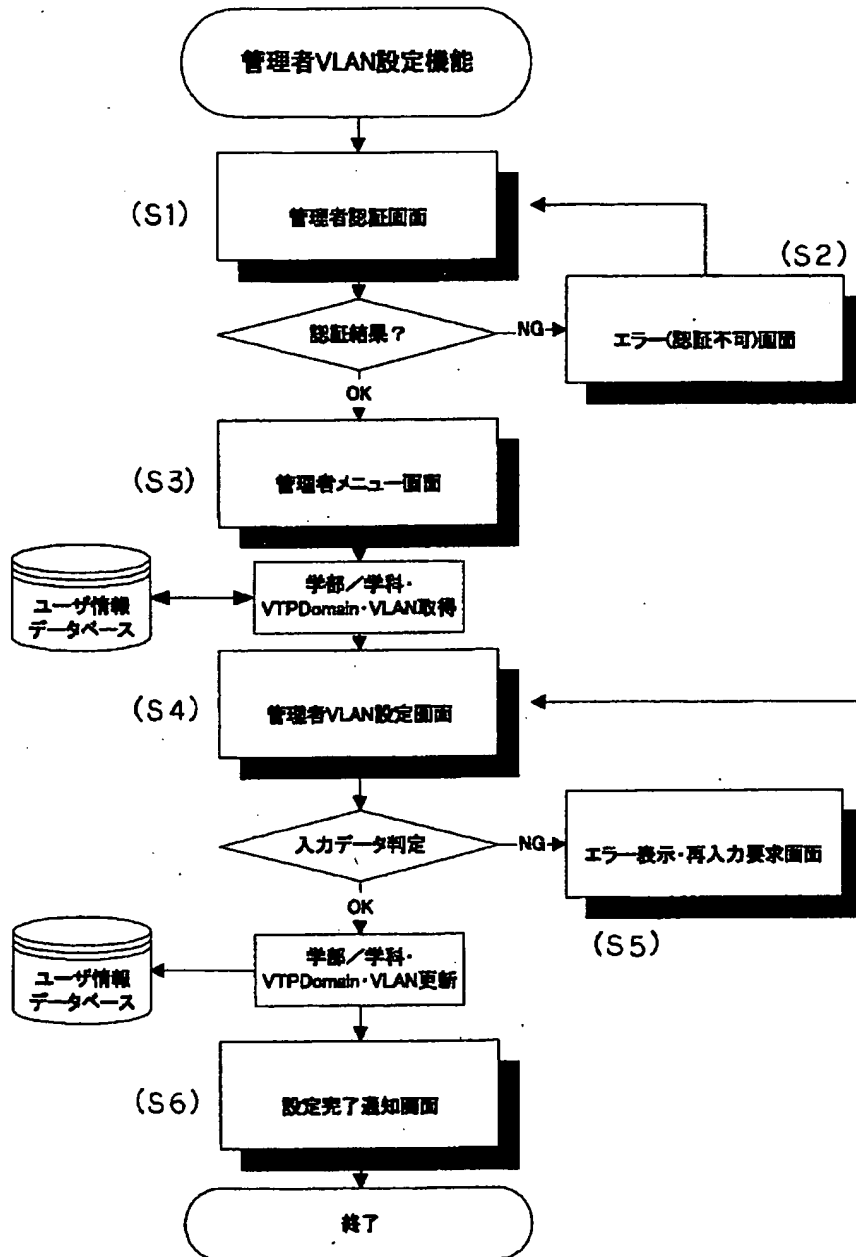 管理者VLAN設定機能
(S1)
管理者認証画面
(S2)
認証結果?
NG
エラー(認証不可)画面
OK
(S3)
管理者メニュー画面
ユーザ情報
データベース
学部/学科・
VTPDomain・VLAN取得
(S4)
管理者VLAN設定画面
入力データ判定
NG
エラー表示・再入力要求画面
OK
(S5)
ユーザ情報
データベース
学部/学科・
VTPDomain・VLAN更新
(S6)
設定完了通知画面
終了